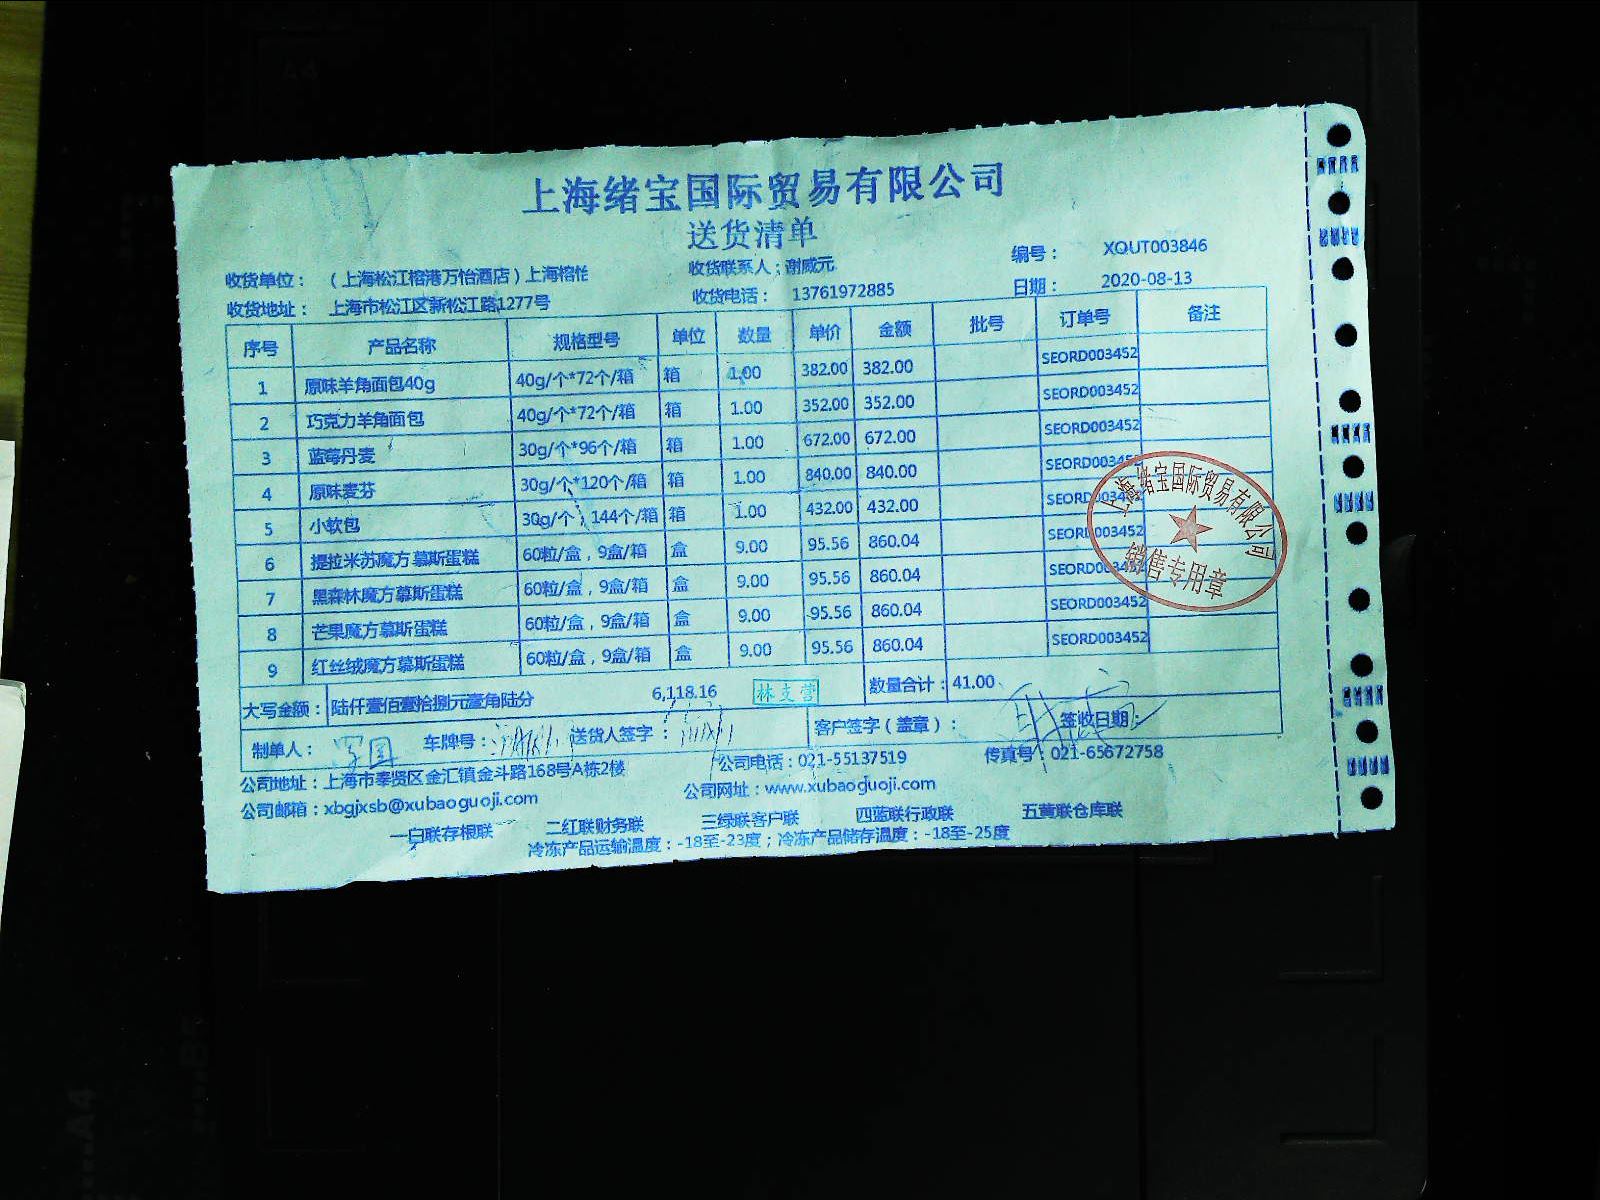 上海绪宝国际贸易有限公司
送货清单
编号： XQUT003846
收货单位： （上海松江榕港万怡酒店）上海榕怡 收货联系人：谢威元
收货地址： 上海市松江区新松江路1277号 收货电话： 13761972885 日期： 2020-08-13
序号 产品名称 规格型号 单位 数量 单价 金额 批号 订单号 备注
1 原味羊角面包40g 40g/个*72个/箱 箱 1.00 382.00 382.00 SEORD003452
2 巧克力羊角面包 40g/个*72个/箱 箱 1.00 352.00 352.00 SEORD003452
3 蓝莓丹麦 30g/个*96个/箱 箱 1.00 672.00 672.00 SEORD003452
4 原味麦芬 30g/个*120个/箱 箱 1.00 840.00 840.00 SEORD00345
5 小软包 30g/个，144个/箱 箱 1.00 432.00 432.00 SEORD0034
6 提拉米苏魔方慕斯蛋糕 60粒/盒，9盒/箱 盒 9.00 95.56 860.04 SEORD003452
7 黑森林魔方慕斯蛋糕 60粒/盒，9盒/箱 盒 9.00 95.56 860.04 SEORD003452
8 芒果魔方慕斯蛋糕 60粒/盒，9盒/箱 盒 9.00 95.56 860.04 SEORD003452
9 红丝绒魔方慕斯蛋糕 60粒/盒，9盒/箱 盒 9.00 95.56 860.04 SEORD003452
上海绪宝国际贸易有限公司
销售专用章
大写金额： 陆仟壹佰壹拾捌元壹角陆分 6,118.16 林支营 数量合计： 41.00
制单人： 车牌号： 送货人签字： 客户签字（盖章）： 签收日期：
公司地址：上海市奉贤区金汇镇金斗路168号A栋2楼 公司电话：021-55137519 传真号：021-65672758
公司邮箱：xbgjxsb@xubaoguoji.com 公司网址：www.xubaoguoji.com
一白联存根联 二红联财务联 三绿联客户联 四蓝联行政联 五黄联仓库联
冷冻产品运输温度：-18至-23度；冷冻产品储存温度：-18至-25度